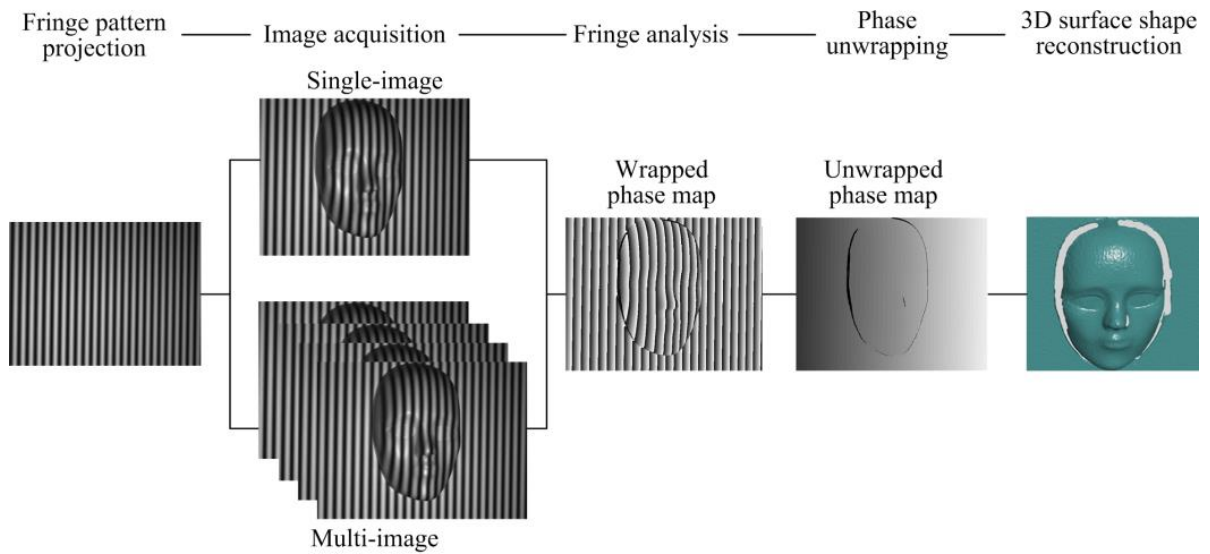 Fringe pattern
projection
Image acquisition
Fringe analysis
Phase
unwrapping
3D surface shape
reconstruction
Single-image
Wrapped
phase map
Unwrapped
phase map
Multi-image